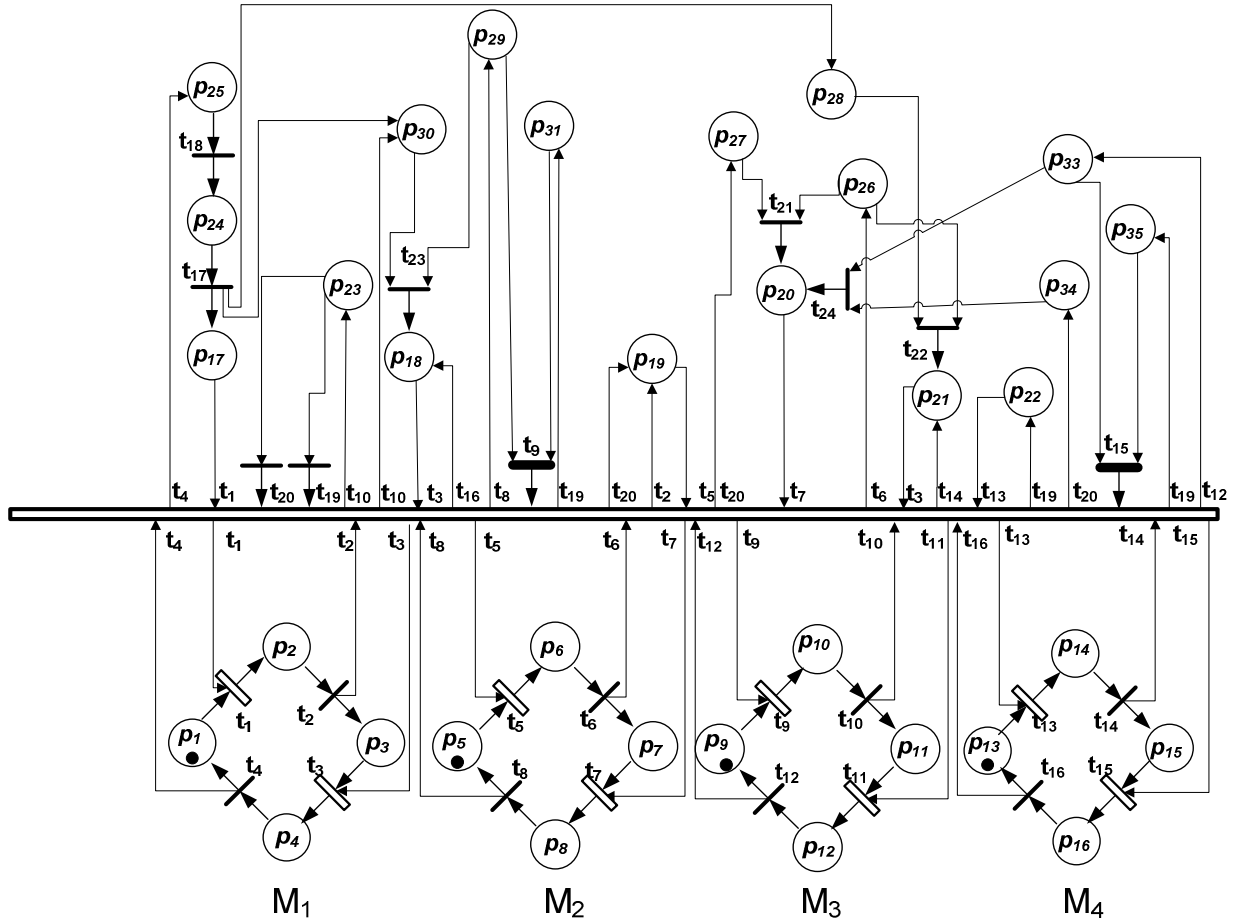 p29
p25
p28
p30
p31
p27
t18
p33
p26
t21
p24
p35
t23
t17
p23
p20
p34
t24
p17
p18
p19
t22
p21
p22
t9
t15
t4
t1
t20
t19
t10
t10
t3
t16
t8
t19
t20
t2
t5
t20
t7
t6
t3
t14
t13
t19
t20
t19
t12
t4
t1
t2
t3
t8
t5
t6
t7
t12
t9
t10
t11
t16
t13
t14
t15
p2
p6
p10
p14
t1
t2
t5
t6
t9
t10
t13
t14
p1
p3
p5
p7
p9
p11
p13
p15
t4
t3
t8
t7
t12
t11
t16
t15
p4
p8
p12
p16
M1
M2
M3
M4